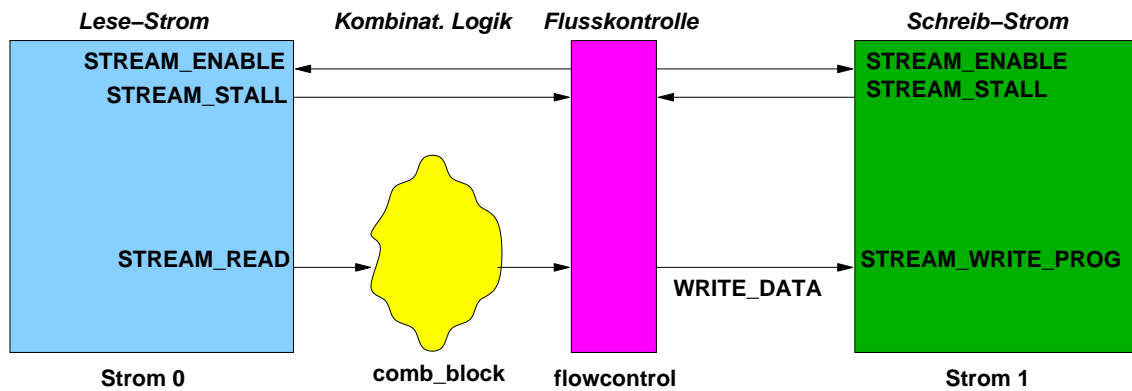 Lese–Strom Kombinat. Logik Flusskontrolle Schreib–Strom
STREAM_ENABLE STREAM_ENABLE
STREAM_STALL STREAM_STALL
STREAM_READ STREAM_WRITE_PROG
WRITE_DATA
Strom 0 comb_block flowcontrol Strom 1